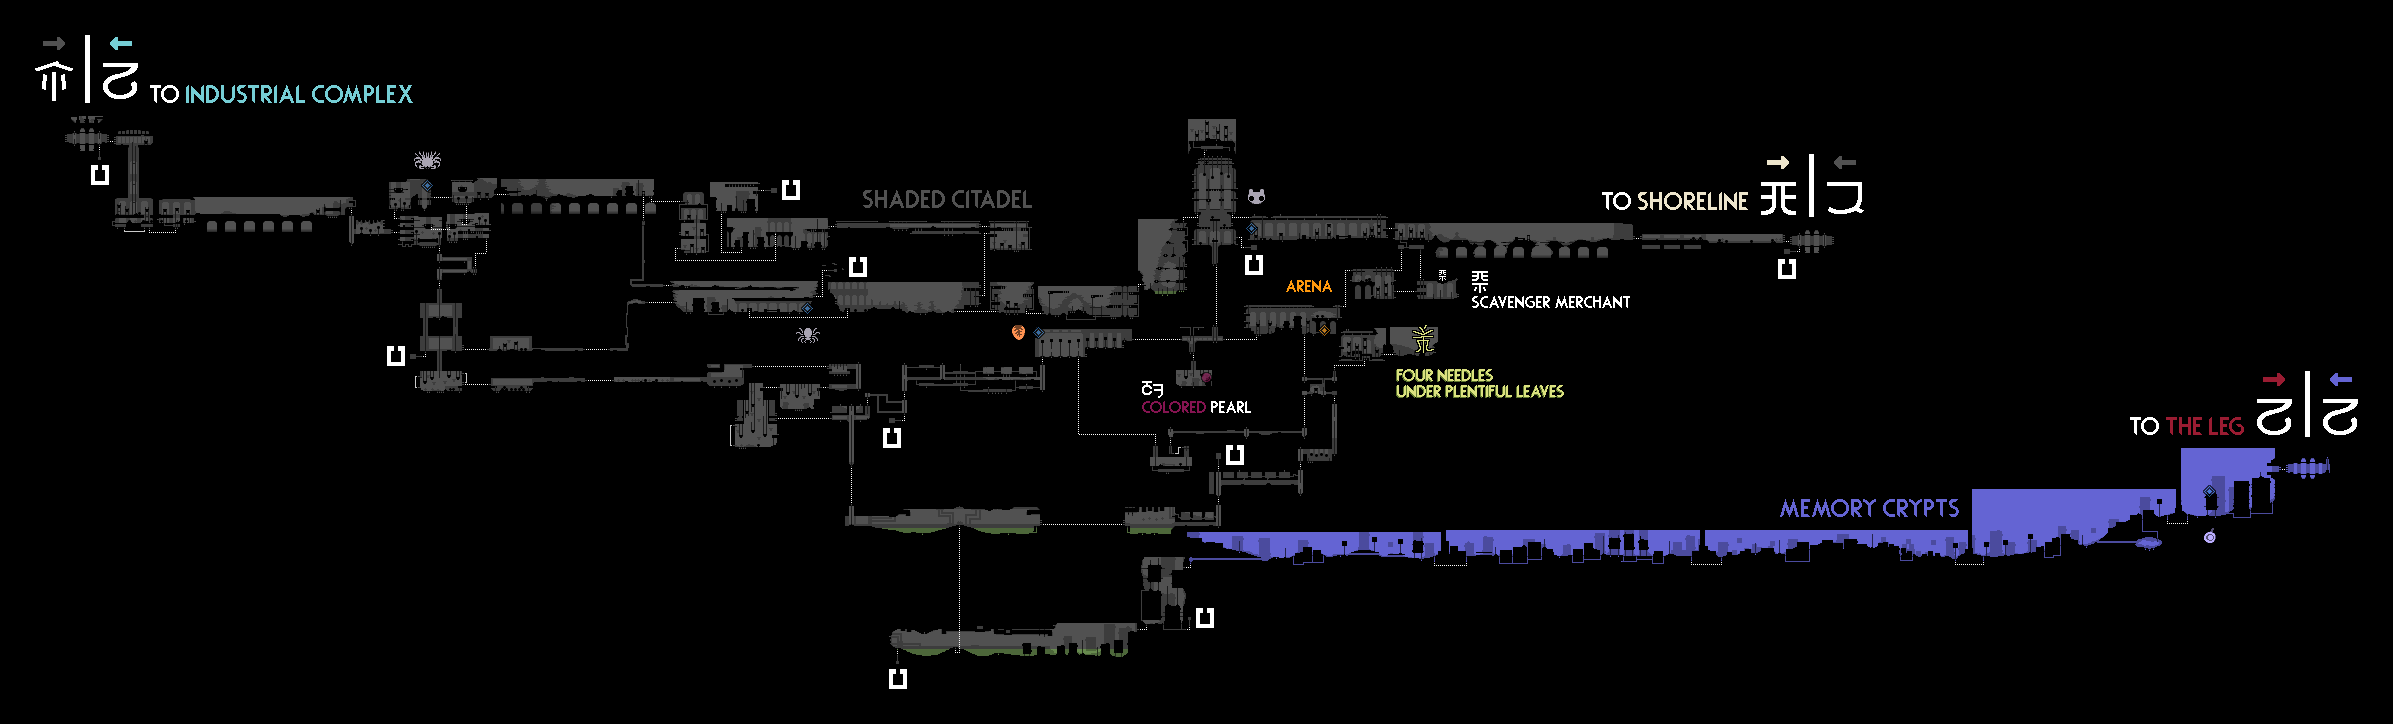 TO INDUSTRIAL COMPLEX
SHADED CITADEL
TO SHORELINE
ARENA
SCAVENGER MERCHANT
FOUR NEEDLES
UNDER PLENTIFUL LEAVES
COLORED PEARL
TO THE LEG
MEMORY CRYPTS